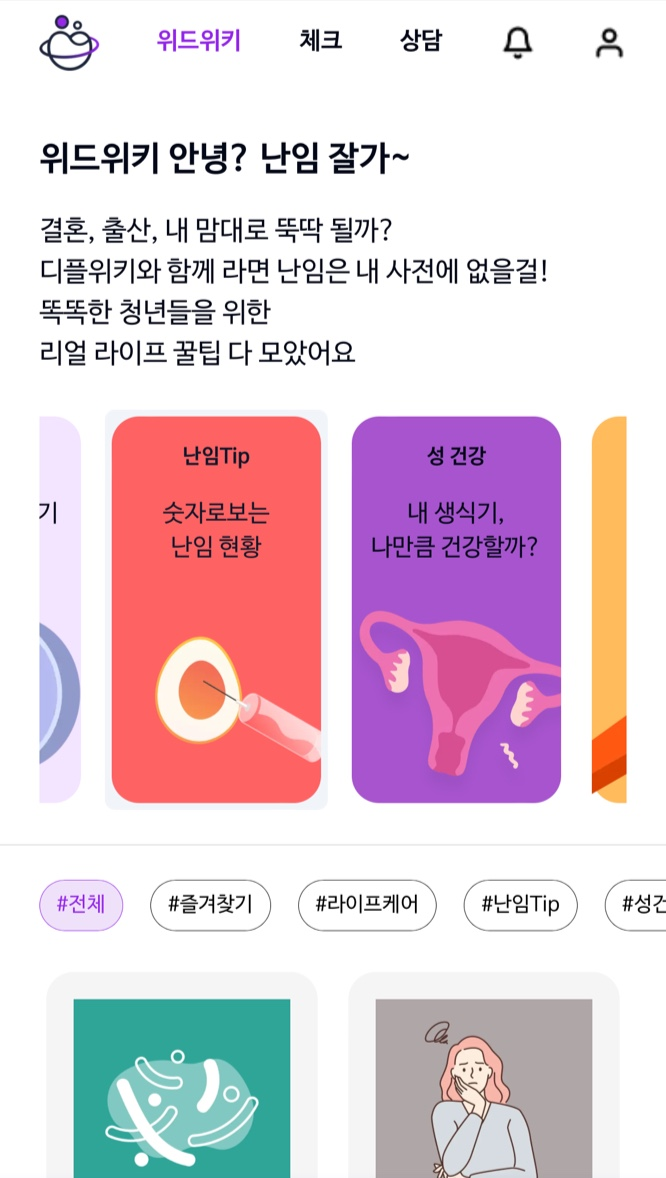 위드위키 체크 상담
위드위키 안녕? 난임 잘가~
결혼, 출산, 내 맘대로 뚝딱 될까?
디플위키와 함께 라면 난임은 내 사전에 없을걸!
똑똑한 청년들을 위한
리얼 라이프 꿀팁 다 모았어요
기
난임Tip
숫자로보는
난임 현황
성 건강
내 생식기,
나만큼 건강할까?
#전체 #즐겨찾기 #라이프케어 #난임Tip #성건